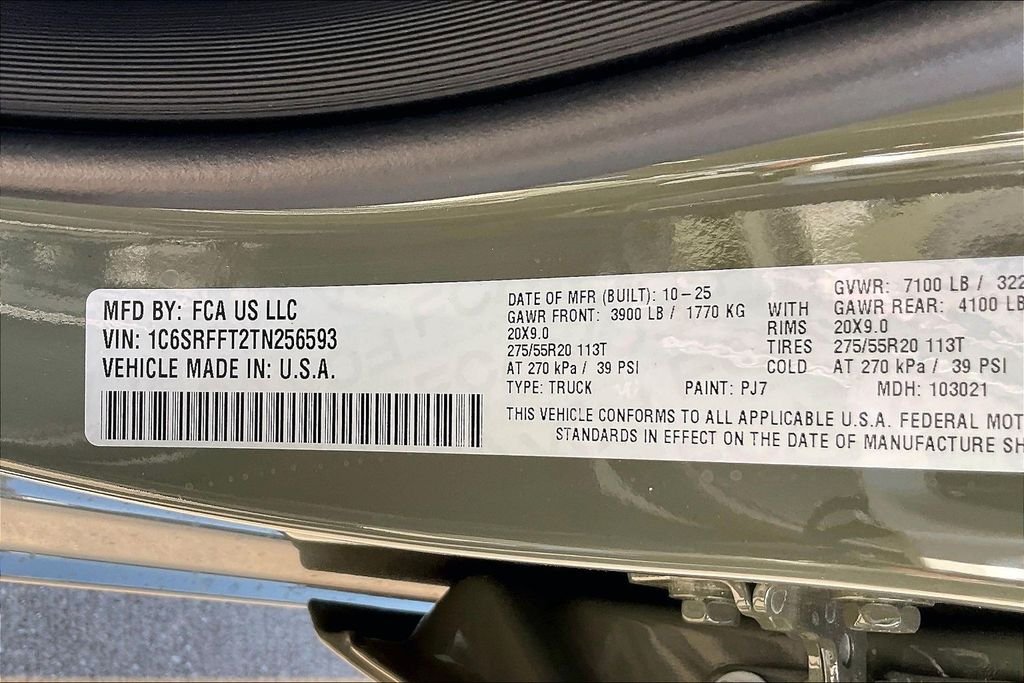 MFD BY: FCA US LLC
VIN: 1C6SRFFT2TN256593
VEHICLE MADE IN: U.S.A.
DATE OF MFR (BUILT): 10-25
GAWR FRONT: 3900 LB / 1770 KG
20X9.0
275/55R20 113T
AT 270 kPa / 39 PSI
TYPE: TRUCK PAINT: PJ7 MDH: 103021
WITH
RIMS
TIRES
COLD
GVWR: 7100 LB / 322
GAWR REAR: 4100 LB
20X9.0
275/55R20 113T
AT 270 kPa / 39 PSI
THIS VEHICLE CONFORMS TO ALL APPLICABLE U.S.A. FEDERAL MOT
STANDARDS IN EFFECT ON THE DATE OF MANUFACTURE SH